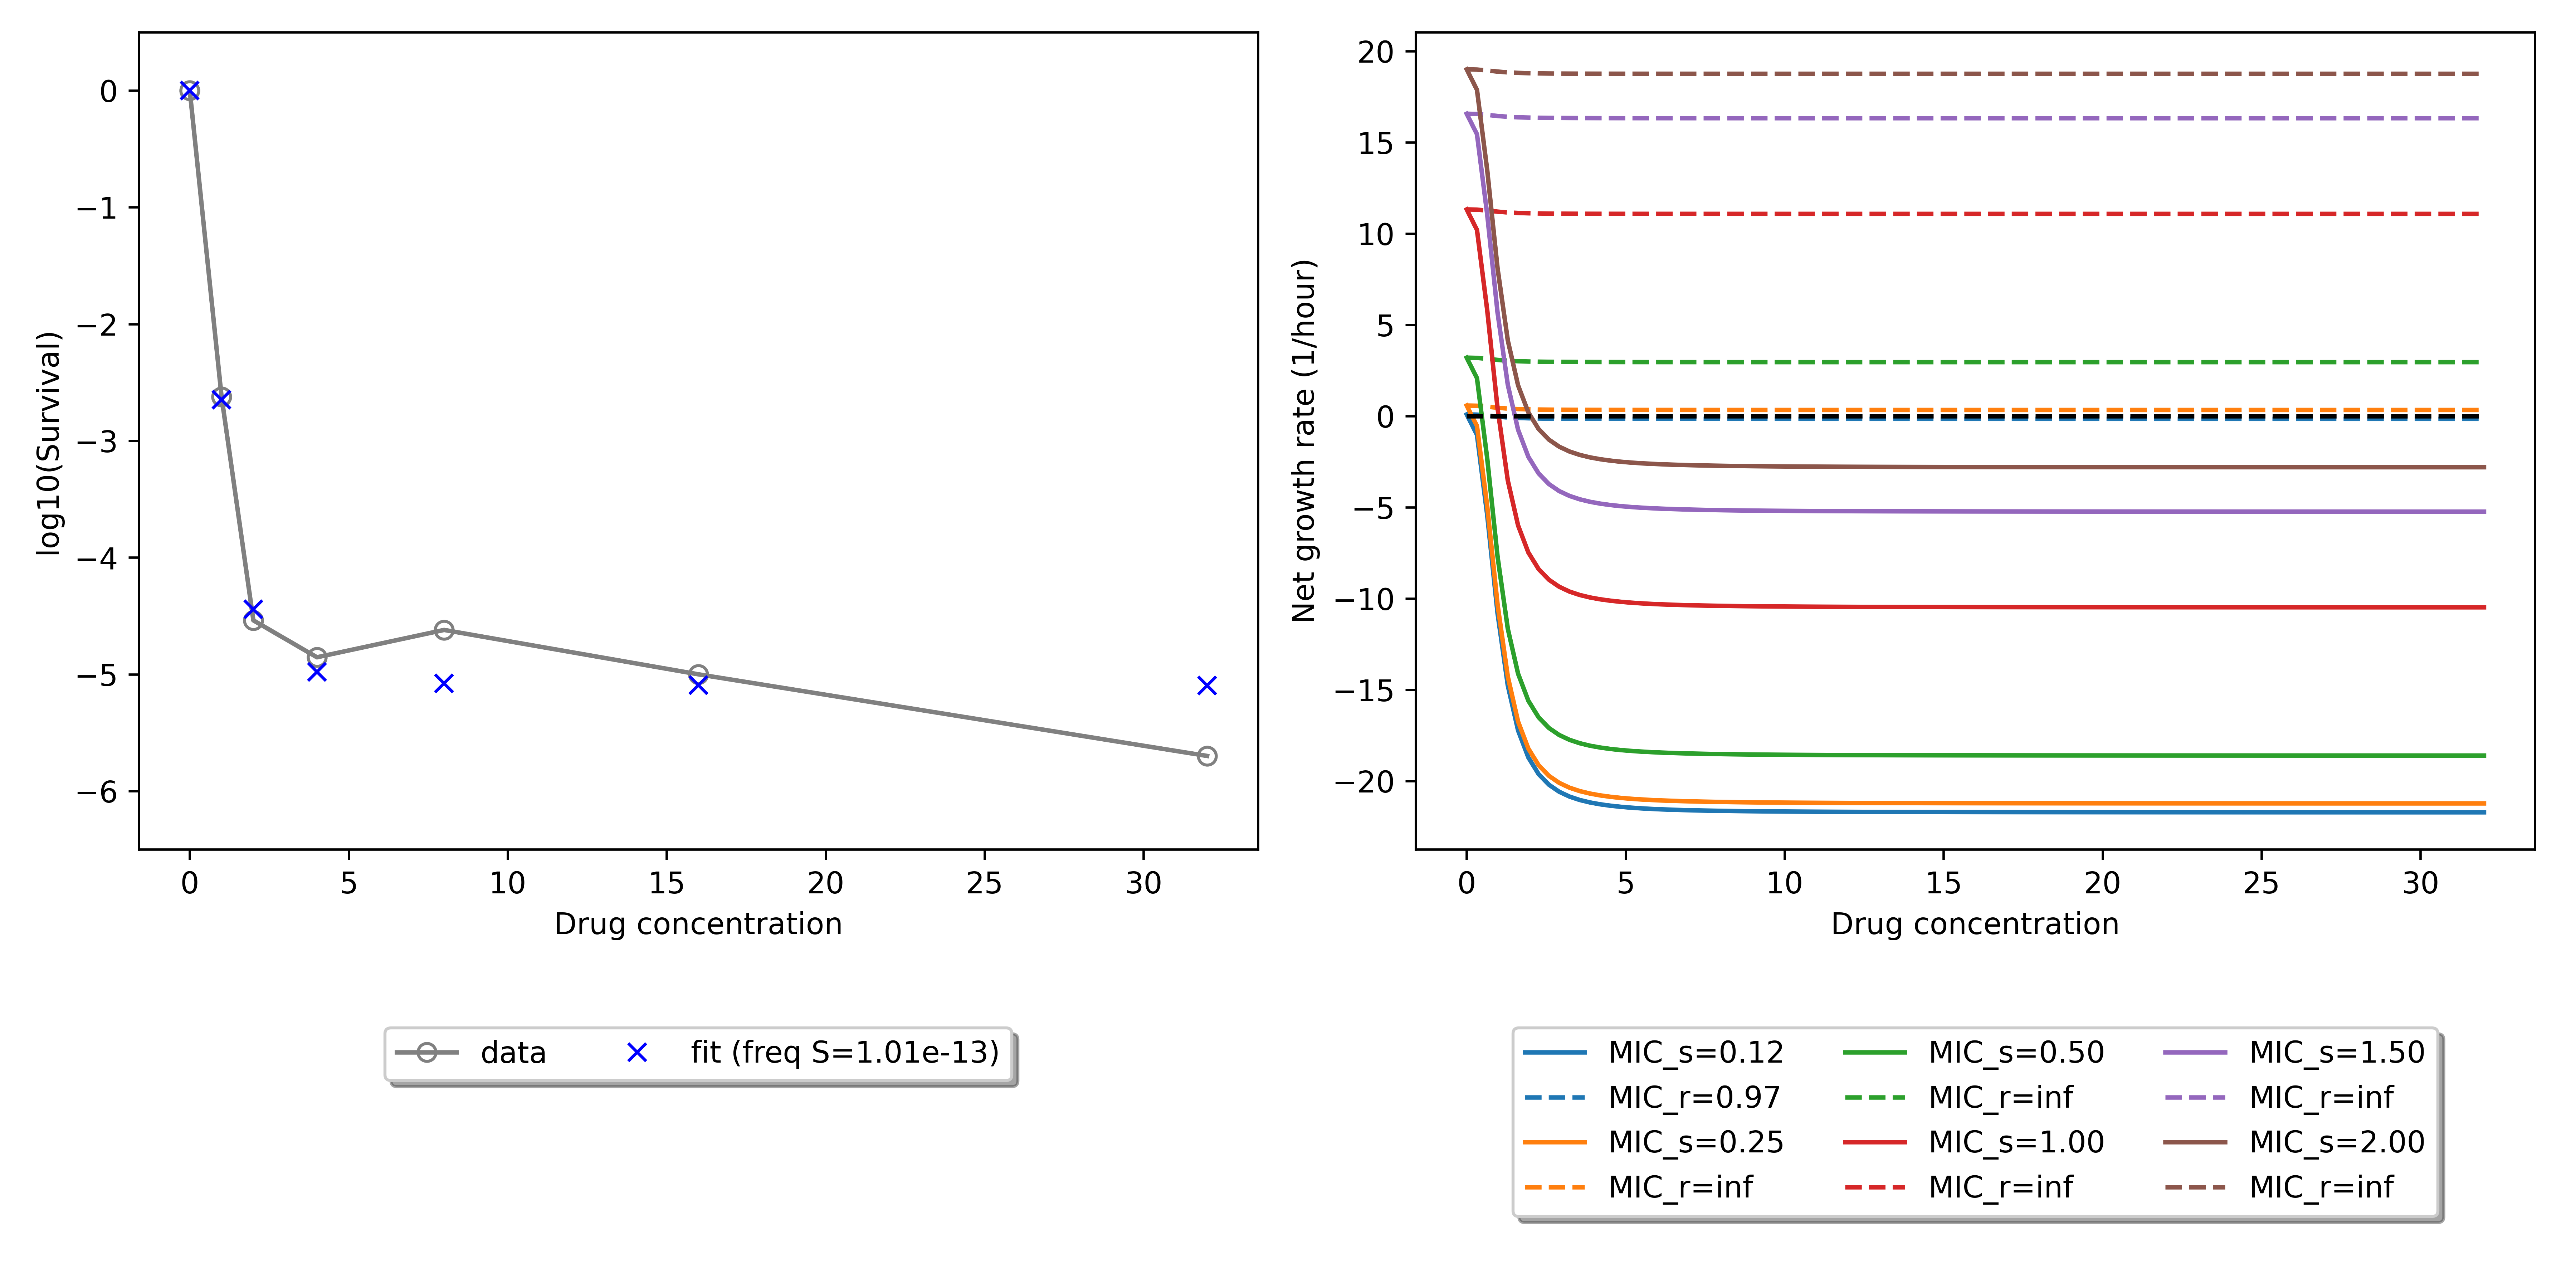 0
−1
−2
−3
−4
−5
−6
log10(Survival)
0 5 10 15 20 25 30
Drug concentration
data fit (freq S=1.01e-13)
20
15
10
5
0
−5
−10
−15
−20
Net growth rate (1/hour)
0 5 10 15 20 25 30
Drug concentration
MIC_s=0.12 MIC_s=0.50 MIC_s=1.50
MIC_r=0.97 MIC_r=inf MIC_r=inf
MIC_s=0.25 MIC_s=1.00 MIC_s=2.00
MIC_r=inf MIC_r=inf MIC_r=inf